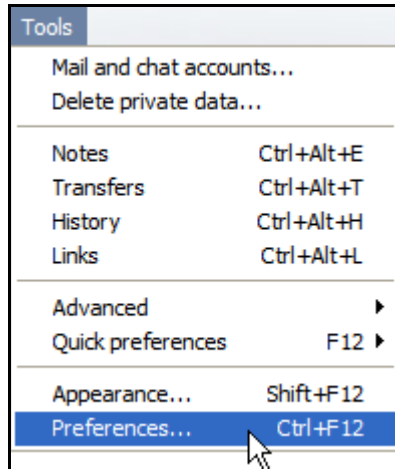 Tools
Mail and chat accounts...
Delete private data...
Notes Ctrl+Alt+E
Transfers Ctrl+Alt+T
History Ctrl+Alt+H
Links Ctrl+Alt+L
Advanced
Quick preferences F12
Appearance... Shift+F12
Preferences... Ctrl+F12